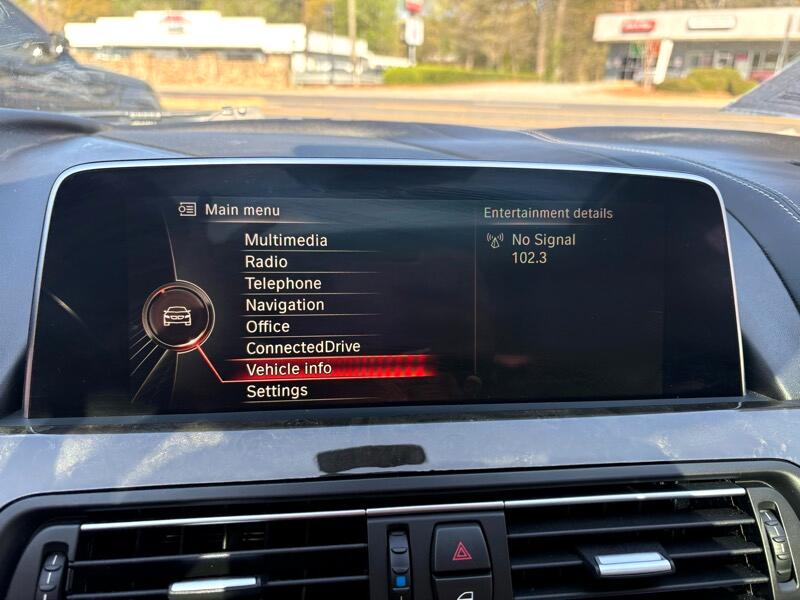 Main menu
Multimedia
Radio
Telephone
Navigation
Office
ConnectedDrive
Vehicle info
Settings
Entertainment details
No Signal
102.3